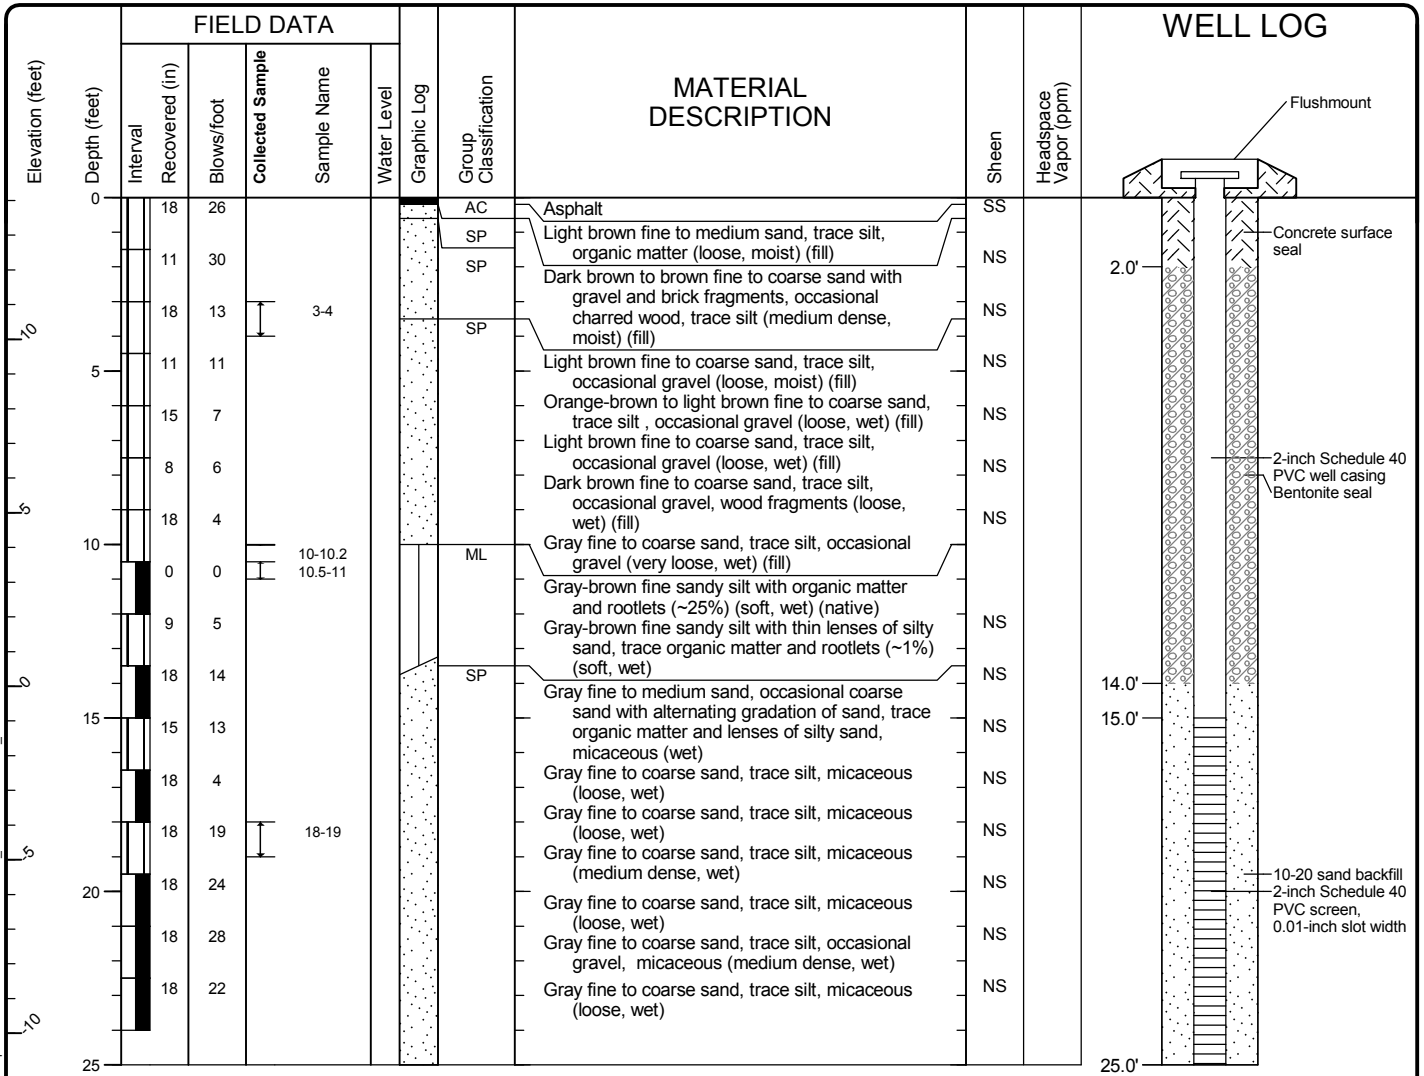 FIELD DATA
WELL LOG
Elevation (feet)
Depth (feet)
Interval
Recovered (in)
Blows/foot
Collected Sample
Sample Name
Water Level
Graphic Log
Group
Classification
MATERIAL
DESCRIPTION
Sheen
Headspace
Vapor (ppm)
Flushmount
0
18 26
AC
Asphalt
SS
SP
Light brown fine to medium sand, trace silt,
organic matter (loose, moist) (fill)
Concrete surface
seal
11 30
SP
NS
2.0'
Dark brown to brown fine to coarse sand with
gravel and brick fragments, occasional
charred wood, trace silt (medium dense,
moist) (fill)
18 13
3-4
NS
10
SP
Light brown fine to coarse sand, trace silt,
occasional gravel (loose, moist) (fill)
11 11
NS
5
Orange-brown to light brown fine to coarse sand,
trace silt , occasional gravel (loose, wet) (fill)
15 7
NS
Light brown fine to coarse sand, trace silt,
occasional gravel (loose, wet) (fill)
8 6
NS
2-inch Schedule 40
PVC well casing
Bentonite seal
Dark brown fine to coarse sand, trace silt,
occasional gravel, wood fragments (loose,
wet) (fill)
5
18 4
NS
10
Gray fine to coarse sand, trace silt, occasional
gravel (very loose, wet) (fill)
10-10.2
ML
0 0
10.5-11
Gray-brown fine sandy silt with organic matter
and rootlets (~25%) (soft, wet) (native)
9 5
NS
Gray-brown fine sandy silt with thin lenses of silty
sand, trace organic matter and rootlets (~1%)
(soft, wet)
0
18 14
SP
NS
14.0'
Gray fine to medium sand, occasional coarse
sand with alternating gradation of sand, trace
organic matter and lenses of silty sand,
micaceous (wet)
15
15 13
NS
15.0'
18 4
Gray fine to coarse sand, trace silt, micaceous
(loose, wet)
NS
Gray fine to coarse sand, trace silt, micaceous
(loose, wet)
18 19
18-19
NS
-5
Gray fine to coarse sand, trace silt, micaceous
(medium dense, wet)
18 24
NS
20
10-20 sand backfill
2-inch Schedule 40
PVC screen,
0.01-inch slot width
Gray fine to coarse sand, trace silt, micaceous
(loose, wet)
18 28
NS
Gray fine to coarse sand, trace silt, occasional
gravel, micaceous (medium dense, wet)
18 22
NS
Gray fine to coarse sand, trace silt, micaceous
(loose, wet)
-10
25
25.0'